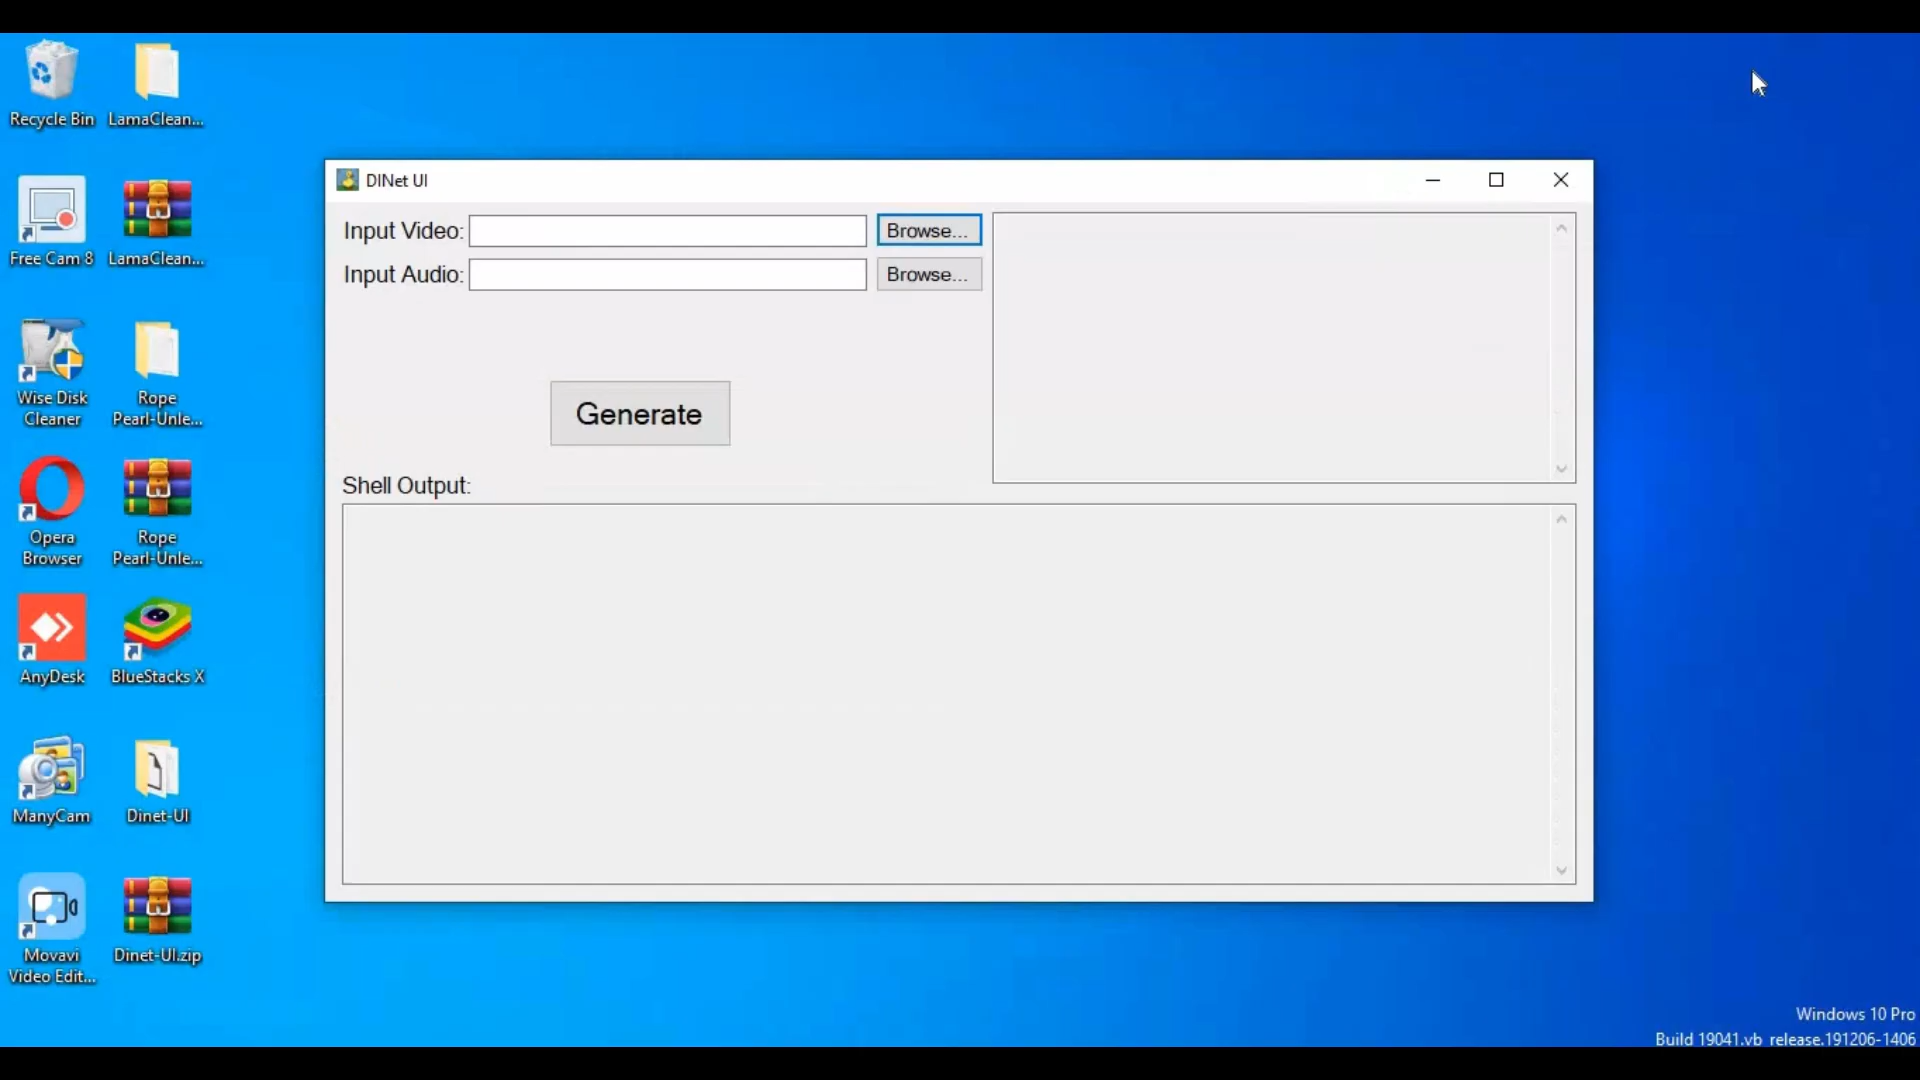 Recycle Bin
LamaClean...
Free Cam 8
LamaClean...
Wise Disk
Cleaner
Rope
Pearl-Unle...
Opera
Browser
Rope
Pearl-Unle...
AnyDesk
BlueStacks X
ManyCam
Dinet-UI
Movavi
Video Edit...
Dinet-UI.zip
DINet UI
Input Video:
Browse...
Input Audio:
Browse...
Generate
Shell Output:
Windows 10 Pro
Build 19041.vb_release.191206-1406